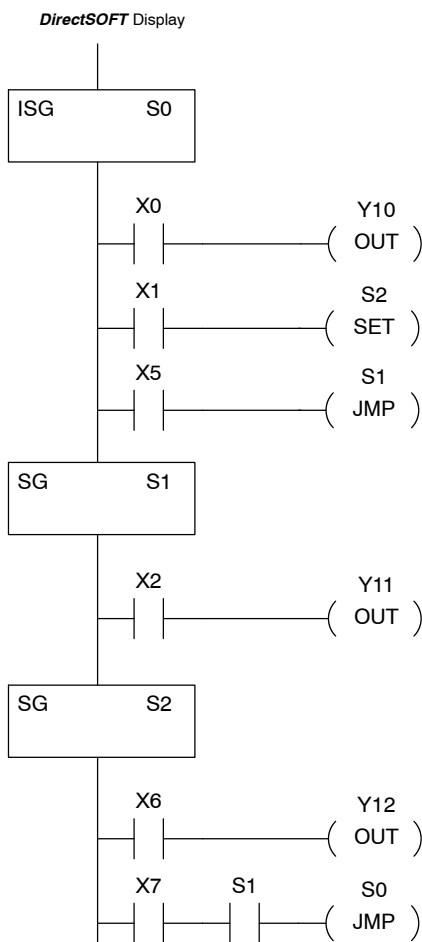 DirectSOFT Display
ISG S0
X0 Y10
OUT
X1 S2
SET
X5 S1
JMP
SG S1
X2 Y11
OUT
SG S2
X6 Y12
OUT
X7 S1 S0
JMP